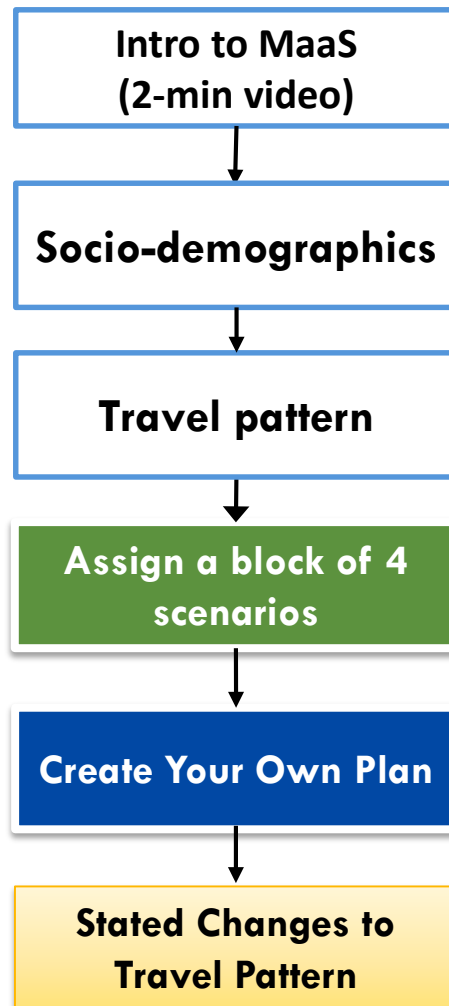 Intro to MaaS
(2-min video)
Socio-demographics
Travel pattern
Assign a block of 4
scenarios
Create Your Own Plan
Stated Changes to
Travel Pattern